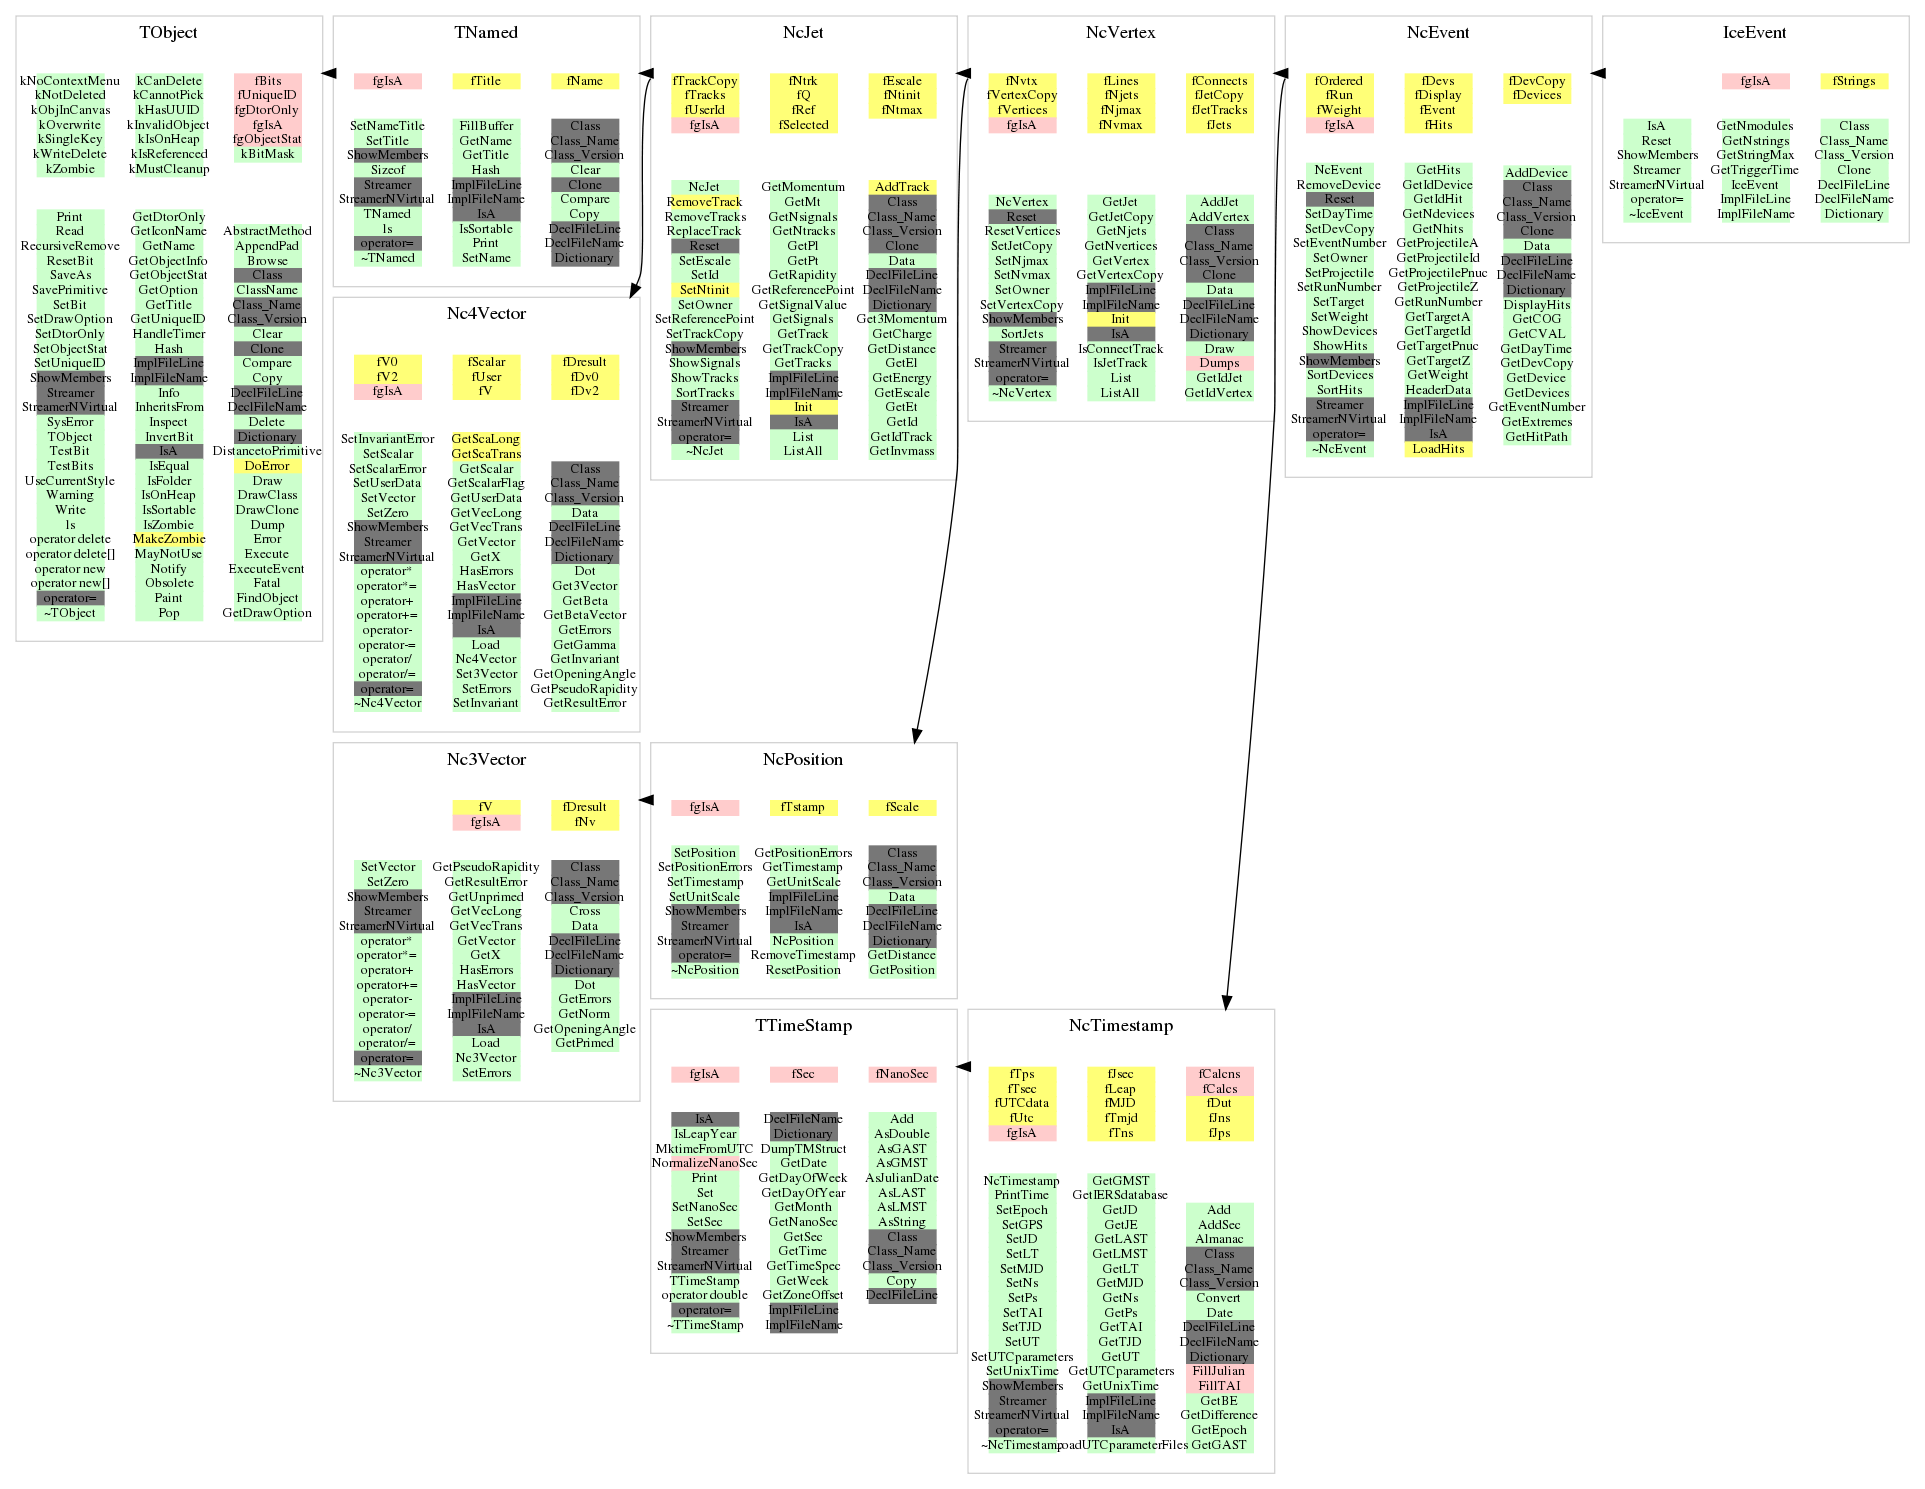 TObject
kNoContextMenu
kNotDeleted
kObjInCanvas
kOverwrite
kSingleKey
kWriteDelete
kZombie
kCanDelete
kCannotPick
kHasUUID
kInvalidObject
kIsOnHeap
kIsReferenced
kMustCleanup
fBits
fUniqueID
fgDtorOnly
fgIsA
fgObjectStat
kBitMask
Print
Read
RecursiveRemove
ResetBit
SaveAs
SavePrimitive
SetBit
SetDrawOption
SetDtorOnly
SetObjectStat
SetUniqueID
ShowMembers
Streamer
StreamerNVirtual
SysError
TObject
TestBit
TestBits
UseCurrentStyle
Warning
Write
ls
operator delete
operator delete[]
operator new
operator new[]
operator=
~TObject
GetDtorOnly
GetIconName
GetName
GetObjectInfo
GetObjectStat
GetOption
GetTitle
GetUniqueID
HandleTimer
Hash
ImplFileLine
ImplFileName
Info
InheritsFrom
Inspect
InvertBit
IsA
IsEqual
IsFolder
IsOnHeap
IsSortable
IsZombie
MakeZombie
MayNotUse
Notify
Obsolete
Paint
Pop
AbstractMethod
AppendPad
Browse
Class
ClassName
Class_Name
Class_Version
Clear
Clone
Compare
Copy
DeclFileLine
DeclFileName
Delete
Dictionary
DistancetoPrimitive
DoError
Draw
DrawClass
DrawClone
Dump
Error
Execute
ExecuteEvent
Fatal
FindObject
GetDrawOption
TNamed
fgIsA
fTitle
fName
SetNameTitle
SetTitle
ShowMembers
Sizeof
Streamer
StreamerNVirtual
TNamed
ls
operator=
~TNamed
FillBuffer
GetName
GetTitle
Hash
ImplFileLine
ImplFileName
IsA
IsSortable
Print
SetName
Class
Class_Name
Class_Version
Clear
Clone
Compare
Copy
DeclFileLine
DeclFileName
Dictionary
Nc4Vector
fV0
fV2
fgIsA
fScalar
fUser
fV
fDresult
fDv0
fDv2
SetInvariantError
SetScalar
SetScalarError
SetUserData
SetVector
SetZero
ShowMembers
Streamer
StreamerNVirtual
operator*
operator*=
operator+
operator+=
operator-
operator-=
operator/
operator/=
operator=
~Nc4Vector
GetScaLong
GetScaTrans
GetScalar
GetScalarFlag
GetUserData
GetVecLong
GetVecTrans
GetVector
GetX
HasErrors
HasVector
ImplFileLine
ImplFileName
IsA
Load
Nc4Vector
Set3Vector
SetErrors
SetInvariant
Class
Class_Name
Class_Version
Data
DeclFileLine
DeclFileName
Dictionary
Dot
Get3Vector
GetBeta
GetBetaVector
GetErrors
GetGamma
GetInvariant
GetOpeningAngle
GetPseudoRapidity
GetResultError
Nc3Vector
fV
fgIsA
fDresult
fNv
SetVector
SetZero
ShowMembers
Streamer
StreamerNVirtual
operator*
operator*=
operator+
operator+=
operator-
operator-=
operator/
operator/=
operator=
~Nc3Vector
GetPseudoRapidity
GetResultError
GetUnprimed
GetVecLong
GetVecTrans
GetVector
GetX
HasErrors
HasVector
ImplFileLine
ImplFileName
IsA
Load
Nc3Vector
SetErrors
Class
Class_Name
Class_Version
Cross
Data
DeclFileLine
DeclFileName
Dictionary
Dot
GetErrors
GetNorm
GetOpeningAngle
GetPrimed
NcJet
fTrackCopy
fTracks
fUserId
fgIsA
fNtrk
fQ
fRef
fSelected
fEscale
fNtinit
fNtmax
NcJet
RemoveTrack
RemoveTracks
ReplaceTrack
Reset
SetEscale
SetId
SetNtinit
SetOwner
SetReferencePoint
SetTrackCopy
ShowMembers
ShowSignals
ShowTracks
SortTracks
Streamer
StreamerNVirtual
operator=
~NcJet
GetMomentum
GetMt
GetNsignals
GetNtracks
GetPl
GetPt
GetRapidity
GetReferencePoint
GetSignalValue
GetSignals
GetTrack
GetTrackCopy
GetTracks
ImplFileLine
ImplFileName
Init
IsA
List
ListAll
AddTrack
Class
Class_Name
Class_Version
Clone
Data
DeclFileLine
DeclFileName
Dictionary
Get3Momentum
GetCharge
GetDistance
GetEl
GetEnergy
GetEscale
GetEt
GetId
GetIdTrack
GetInvmass
NcPosition
fgIsA
fTstamp
fScale
SetPosition
SetPositionErrors
SetTimestamp
SetUnitScale
ShowMembers
Streamer
StreamerNVirtual
operator=
~NcPosition
GetPositionErrors
GetTimestamp
GetUnitScale
ImplFileLine
ImplFileName
IsA
NcPosition
RemoveTimestamp
ResetPosition
Class
Class_Name
Class_Version
Data
DeclFileLine
DeclFileName
Dictionary
GetDistance
GetPosition
TTimeStamp
fgIsA
fSec
fNanoSec
IsA
IsLeapYear
MktimeFromUTC
NormalizeNanoSec
Print
Set
SetNanoSec
SetSec
ShowMembers
Streamer
StreamerNVirtual
TTimeStamp
operator double
operator=
~TTimeStamp
DeclFileName
Dictionary
DumpTMStruct
GetDate
GetDayOfWeek
GetDayOfYear
GetMonth
GetNanoSec
GetSec
GetTime
GetTimeSpec
GetWeek
GetZoneOffset
ImplFileLine
ImplFileName
Add
AsDouble
AsGAST
AsGMST
AsJulianDate
AsLAST
AsLMST
AsString
Class
Class_Name
Class_Version
Copy
DeclFileLine
NcVertex
fNvtx
fVertexCopy
fVertices
fgIsA
fLines
fNjets
fNjmax
fNvmax
fConnects
fJetCopy
fJetTracks
fJets
NcVertex
Reset
ResetVertices
SetJetCopy
SetNjmax
SetNvmax
SetOwner
SetVertexCopy
ShowMembers
SortJets
Streamer
StreamerNVirtual
operator=
~NcVertex
GetJet
GetJetCopy
GetNjets
GetNvertices
GetVertex
GetVertexCopy
ImplFileLine
ImplFileName
Init
IsA
IsConnectTrack
IsJetTrack
List
ListAll
AddJet
AddVertex
Class
Class_Name
Class_Version
Clone
Data
DeclFileLine
DeclFileName
Dictionary
Draw
Dumps
GetIdJet
GetIdVertex
NcTimestamp
fTps
fTsec
fUTCdata
fUtc
fgIsA
fJsec
fLeap
fMJD
fTmjd
fTns
fCalcns
fCalcs
fDut
fJns
fJps
NcTimestamp
PrintTime
SetEpoch
SetGPS
SetJD
SetLT
SetMJD
SetNs
SetPs
SetTAI
SetTJD
SetUT
SetUTCparameters
SetUnixTime
ShowMembers
Streamer
StreamerNVirtual
operator=
~NcTimestamp
GetGMST
GetIERSdatabase
GetJD
GetJE
GetLAST
GetLMST
GetLT
GetMJD
GetNs
GetPs
GetTAI
GetTJD
GetUT
GetUTCparameters
GetUnixTime
ImplFileLine
ImplFileName
IsA
LoadUTCparameterFiles
Add
AddSec
Almanac
Class
Class_Name
Class_Version
Convert
Date
DeclFileLine
DeclFileName
Dictionary
FillJulian
FillTAI
GetBE
GetDifference
GetEpoch
GetGAST
NcEvent
fOrdered
fRun
fWeight
fgIsA
fDevs
fDisplay
fEvent
fHits
fDevCopy
fDevices
NcEvent
RemoveDevice
Reset
SetDayTime
SetDevCopy
SetEventNumber
SetOwner
SetProjectile
SetRunNumber
SetTarget
SetWeight
ShowDevices
ShowHits
ShowMembers
SortDevices
SortHits
Streamer
StreamerNVirtual
operator=
~NcEvent
GetHits
GetIdDevice
GetIdHit
GetNdevices
GetNhits
GetProjectileA
GetProjectileId
GetProjectilePnuc
GetProjectileZ
GetRunNumber
GetTargetA
GetTargetId
GetTargetPnuc
GetTargetZ
GetWeight
HeaderData
ImplFileLine
ImplFileName
IsA
LoadHits
AddDevice
Class
Class_Name
Class_Version
Clone
Data
DeclFileLine
DeclFileName
Dictionary
DisplayHits
GetCOG
GetCVAL
GetDayTime
GetDevCopy
GetDevice
GetDevices
GetEventNumber
GetExtremes
GetHitPath
IceEvent
fgIsA
fStrings
IsA
Reset
ShowMembers
Streamer
StreamerNVirtual
operator=
~IceEvent
GetNmodules
GetNstrings
GetStringMax
GetTriggerTime
IceEvent
ImplFileLine
ImplFileName
Class
Class_Name
Class_Version
Clone
DeclFileLine
DeclFileName
Dictionary